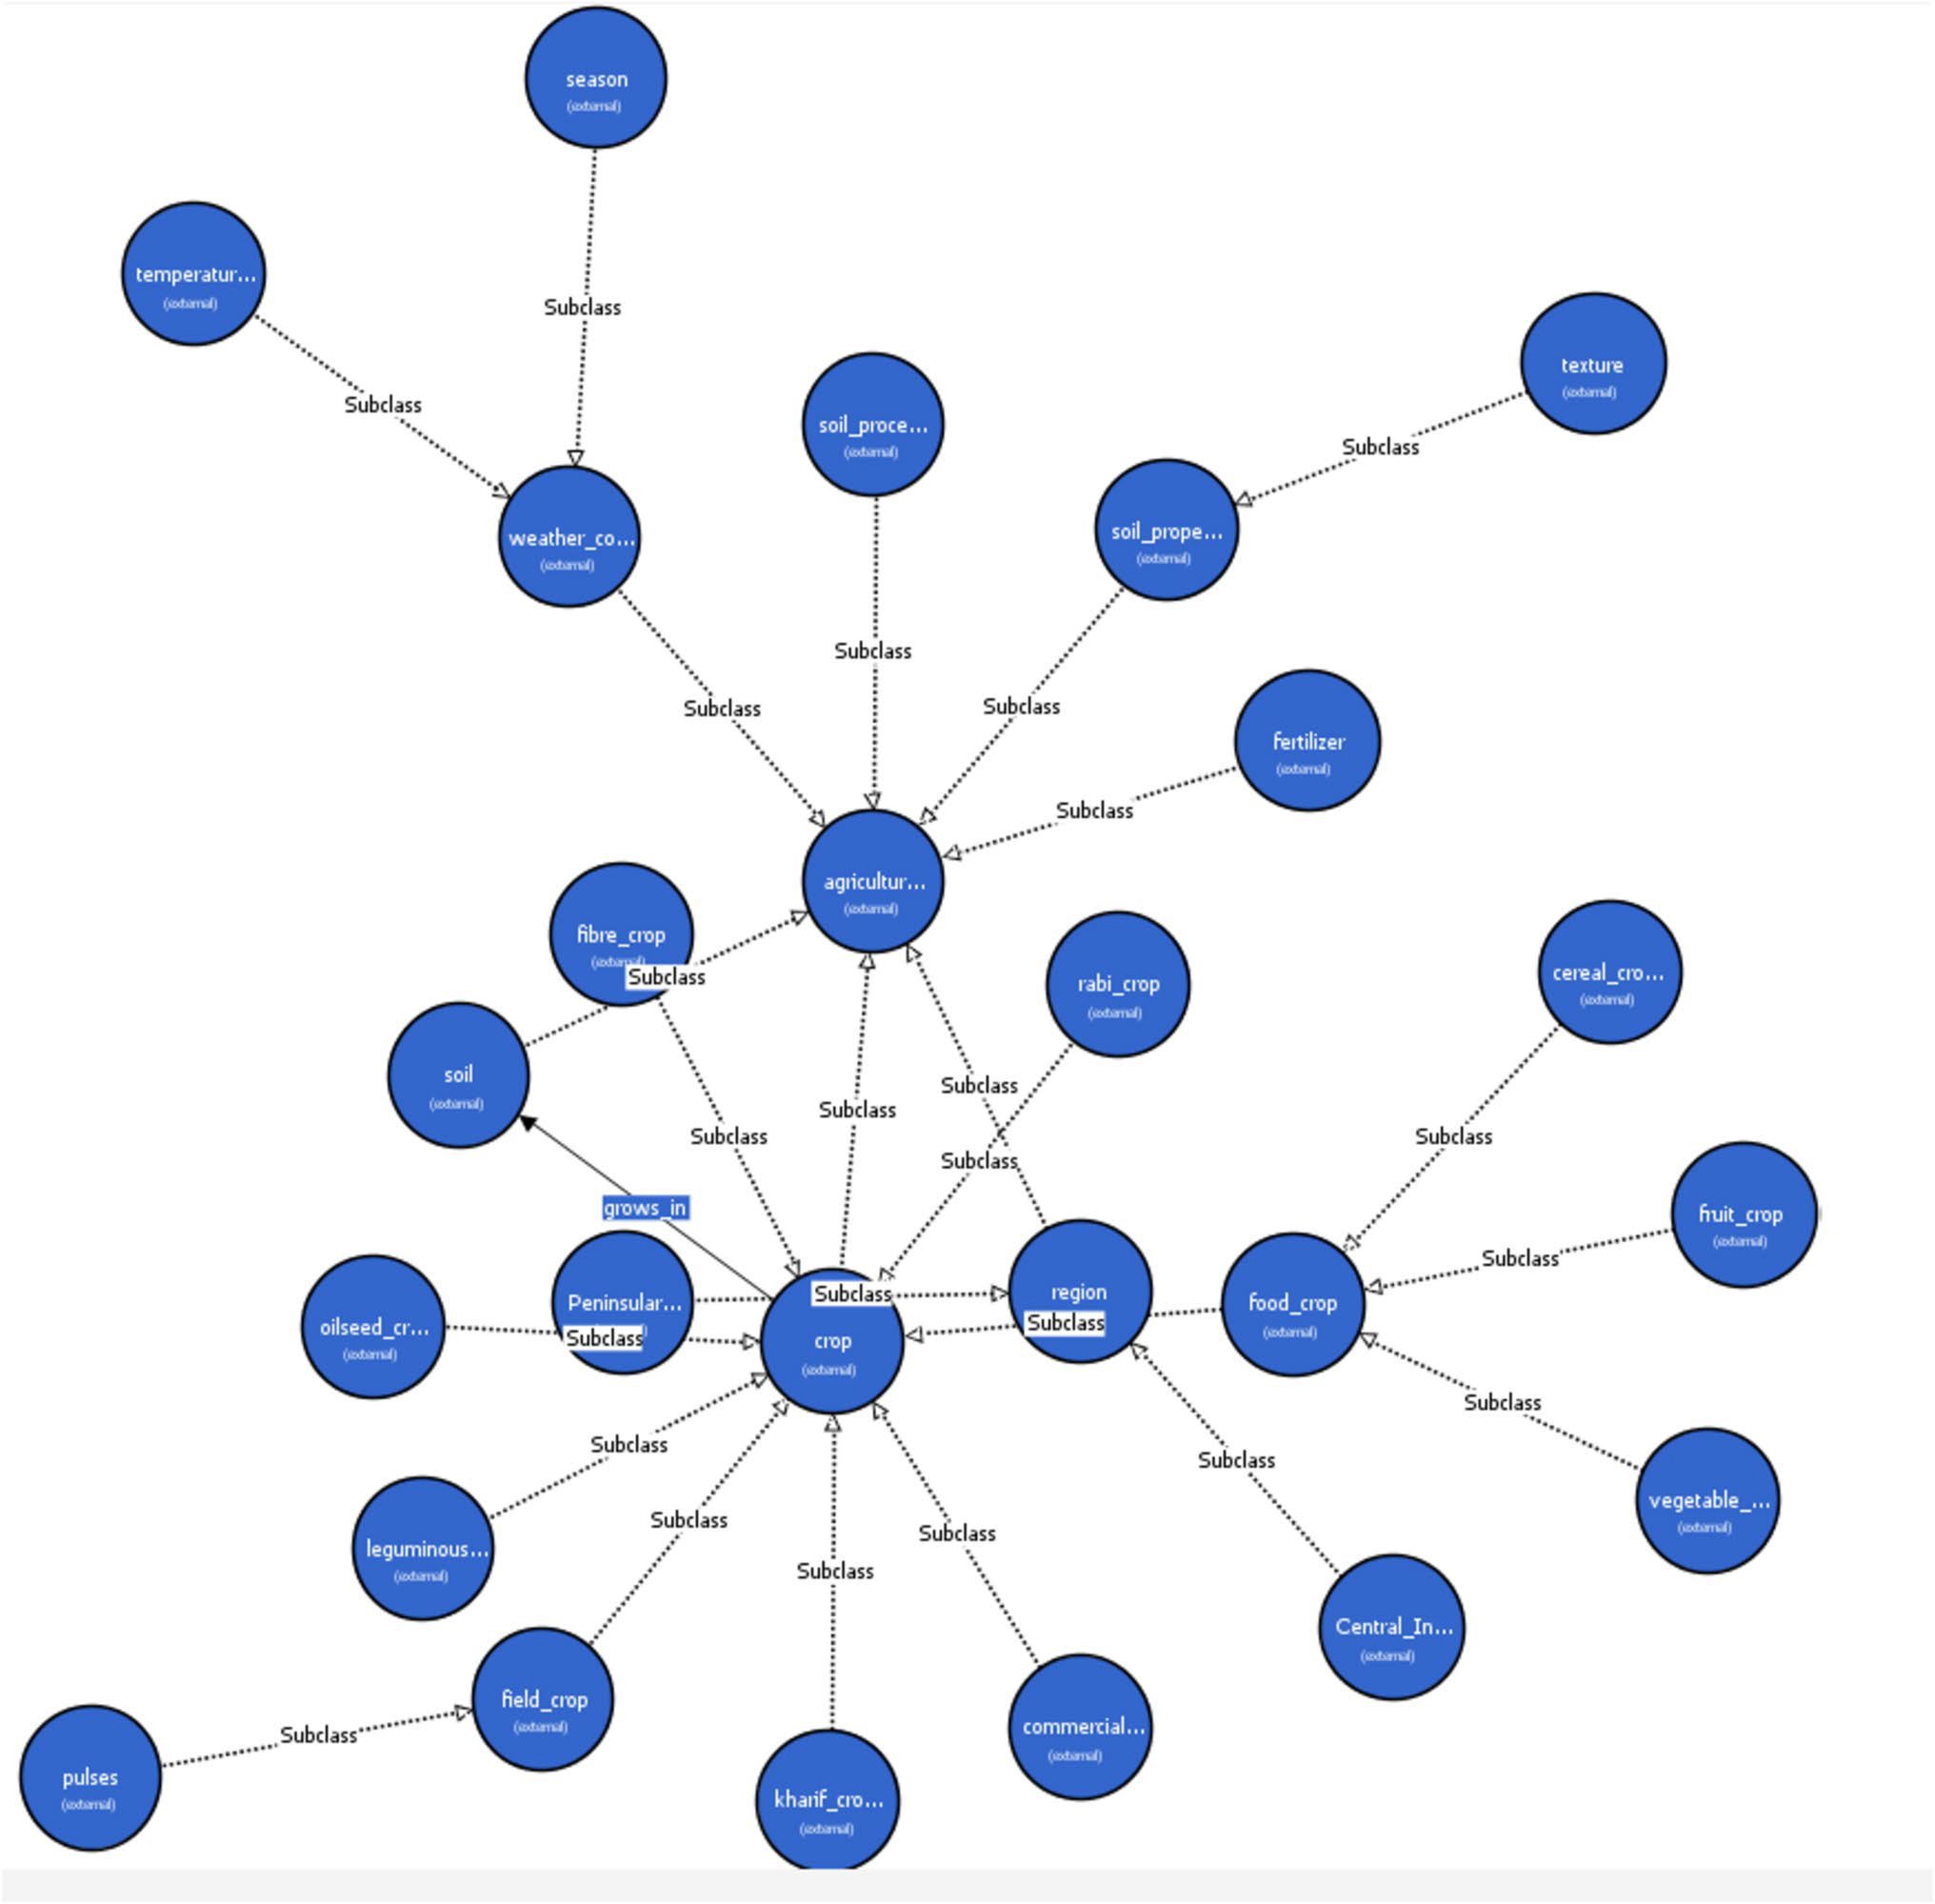 season
(external)
temperatur...
(external)
Subclass
texture
(external)
Subclass
soil_proce...
(external)
Subclass
soil_prope...
(external)
weather_co...
(external)
Subclass
Subclass
Subclass
fertilizer
(external)
Subclass
agricultur...
(external)
fibre_crop
(external)
Subclass
rabi_crop
(external)
cereal_cro...
(external)
soil
(external)
Subclass
Subclass
Subclass
Subclass
Subclass
grows_in
fruit_crop
(external)
Subclass
Peninsular...
Subclass
region
food_crop
(external)
oilseed_cr...
(external)
Subclass
crop
(external)
Subclass
Subclass
Subclass
Subclass
vegetable_...
(external)
Subclass
Subclass
Subclass
leguminous...
(external)
Central_In...
(external)
field_crop
(external)
commercial...
(external)
Subclass
pulses
(external)
kharif_cro...
(external)